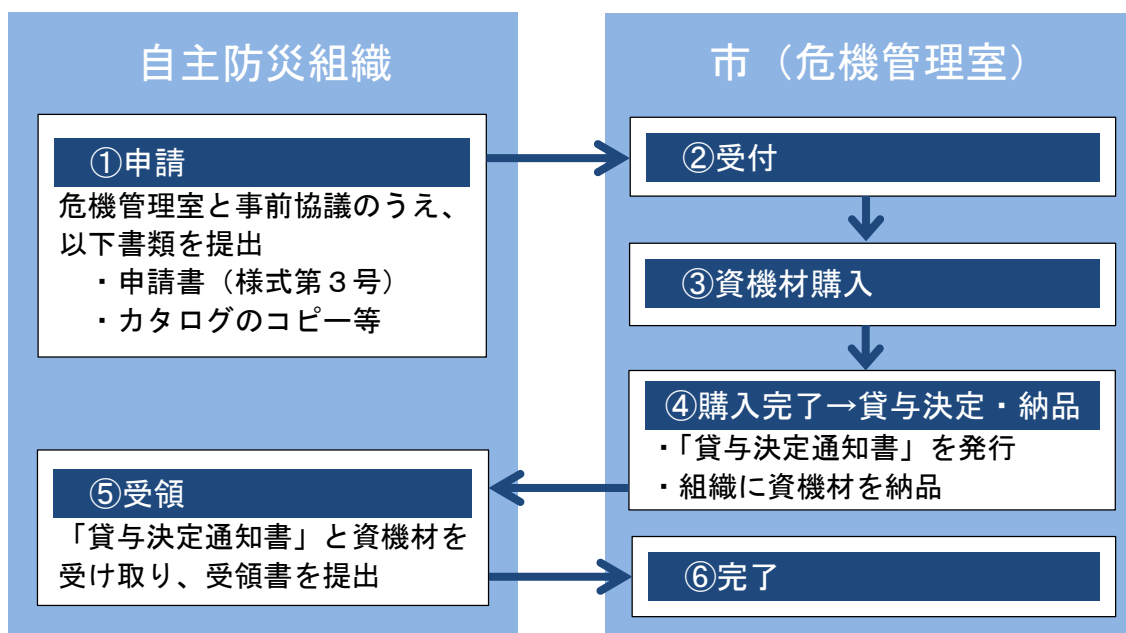 自主防災組織
市（危機管理室）
①申請
危機管理室と事前協議のうえ、
以下書類を提出
・申請書（様式第３号）
・カタログのコピー等
②受付
③資機材購入
④購入完了→貸与決定・納品
・「貸与決定通知書」を発行
・組織に資機材を納品
⑤受領
「貸与決定通知書」と資機材を
受け取り、受領書を提出
⑥完了